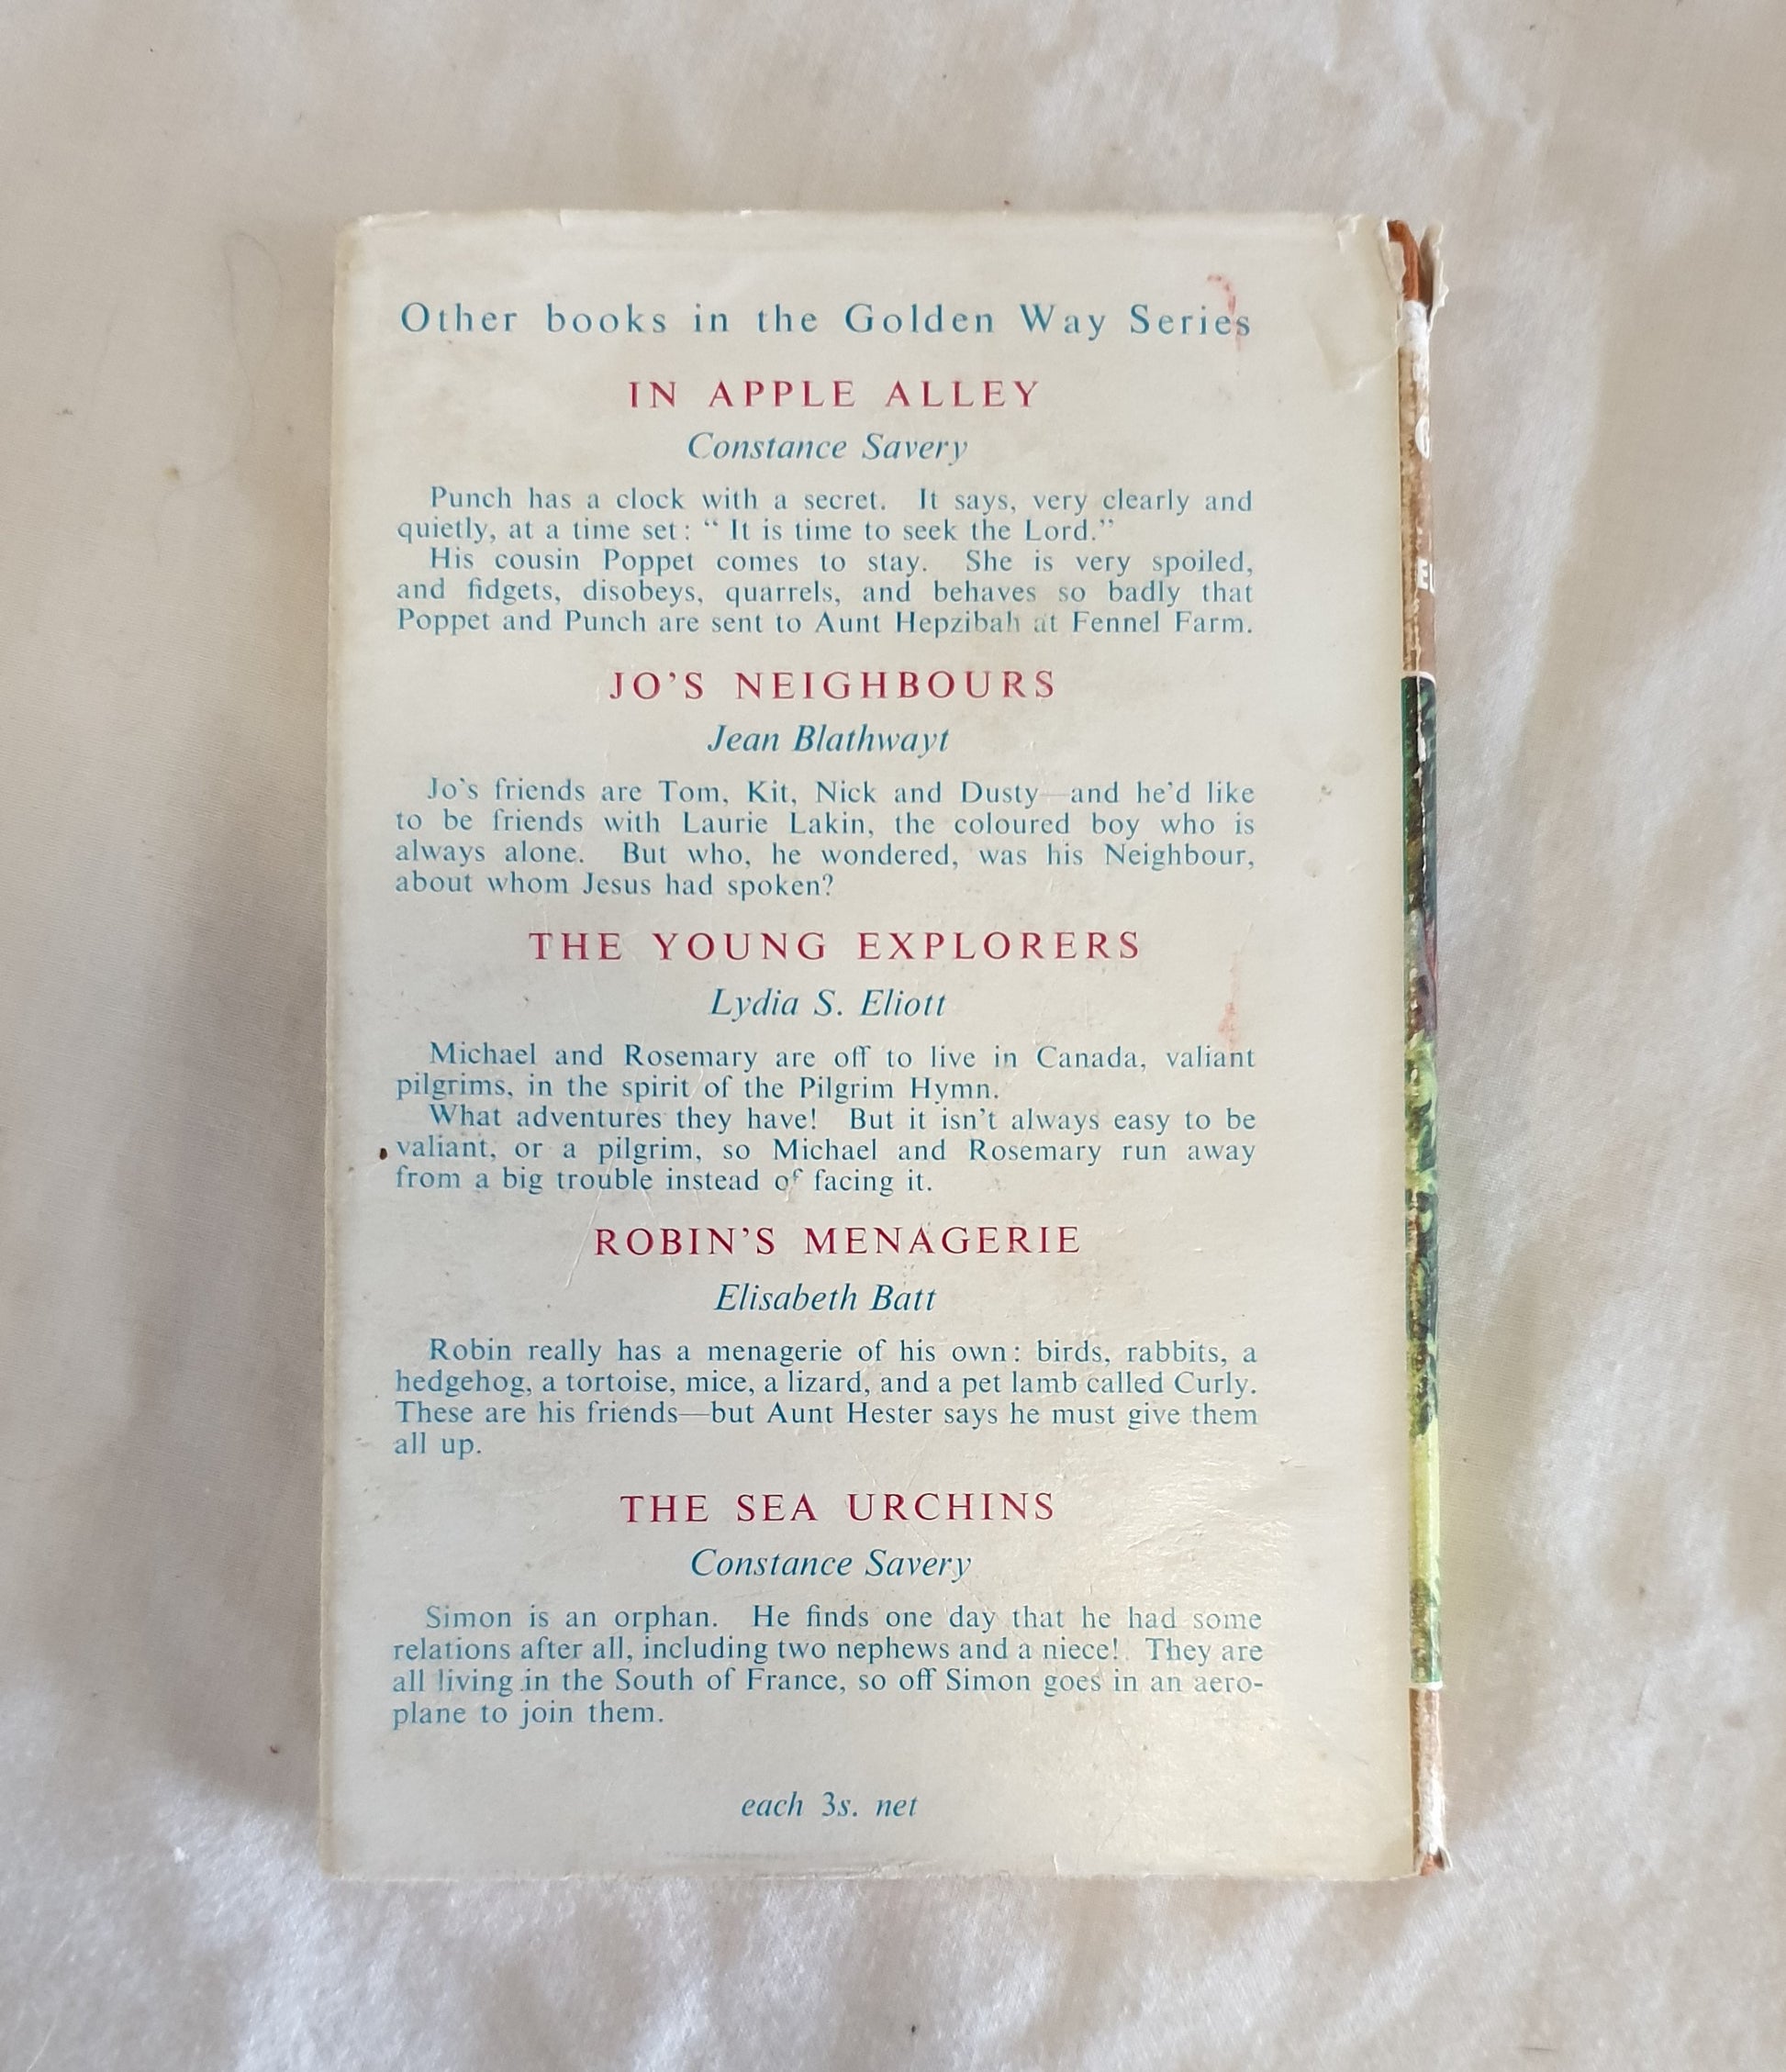 Other books in the Golden Way Series
IN APPLE ALLEY
Constance Savery
Punch has a clock with a secret. It says, very clearly and
quietly, at a time set: “ It is time to seek the Lord.”
His cousin Poppet comes to stay. She is very spoiled,
and fidgets, disobeys, quarrels, and behaves so badly that
Poppet and Punch are sent to Aunt Hepzibah at Fennel Farm.
JO’S NEIGHBOURS
Jean Blathwayt
Jo’s friends are Tom, Kit, Nick and Dusty—and he’d like
to be friends with Laurie Lakin, the coloured boy who is
always alone. But who, he wondered, was his Neighbour,
about whom Jesus had spoken?
THE YOUNG EXPLORERS
Lydia S. Eliott
Michael and Rosemary are off to live in Canada, valiant
pilgrims, in the spirit of the Pilgrim Hymn.
What adventures they have! But it isn’t always easy to be
valiant, or a pilgrim, so Michael and Rosemary run away
from a big trouble instead of facing it.
ROBIN’S MENAGERIE
Elisabeth Batt
Robin really has a menagerie of his own: birds, rabbits, a
hedgehog, a tortoise, mice, a lizard, and a pet lamb called Curly.
These are his friends—but Aunt Hester says he must give them
all up.
THE SEA URCHINS
Constance Savery
Simon is an orphan. He finds one day that he had some
relations after all, including two nephews and a niece! They are
all living in the South of France, so off Simon goes in an aero-
plane to join them.
each 3s. net